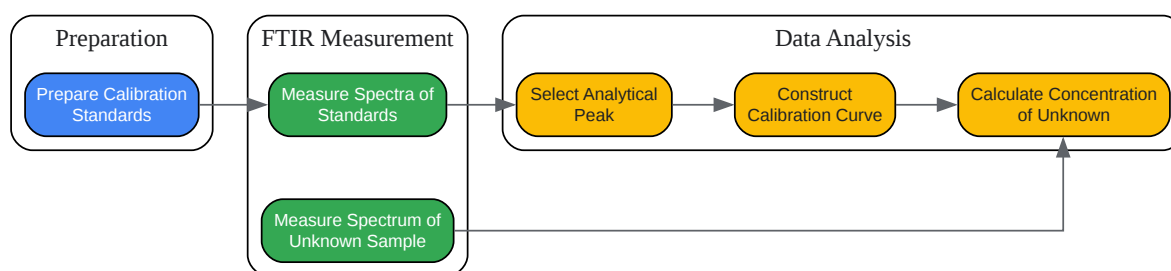 Preparation
FTIR Measurement
Data Analysis
Prepare Calibration
Standards
Measure Spectra of
Standards
Select Analytical
Peak
Construct
Calibration Curve
Calculate Concentration
of Unknown
Measure Spectrum of
Unknown Sample